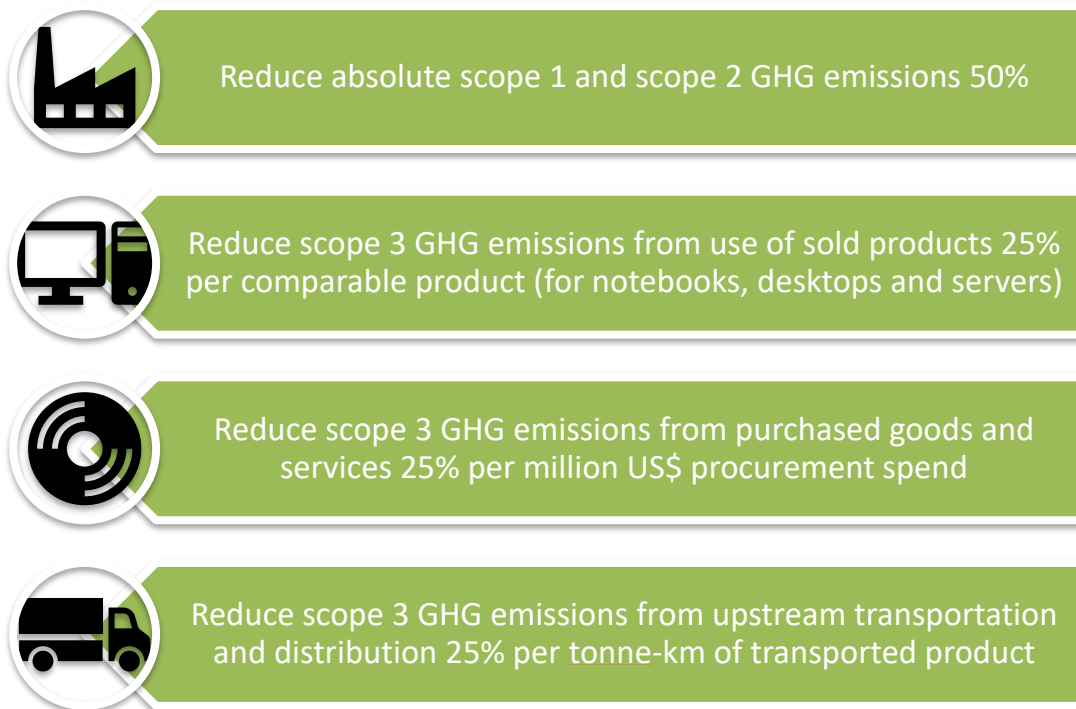 Reduce absolute scope 1 and scope 2 GHG emissions 50%
Reduce scope 3 GHG emissions from use of sold products 25%
per comparable product (for notebooks, desktops and servers)
Reduce scope 3 GHG emissions from purchased goods and
services 25% per million US$ procurement spend
Reduce scope 3 GHG emissions from upstream transportation
and distribution 25% per tonne-km of transported product